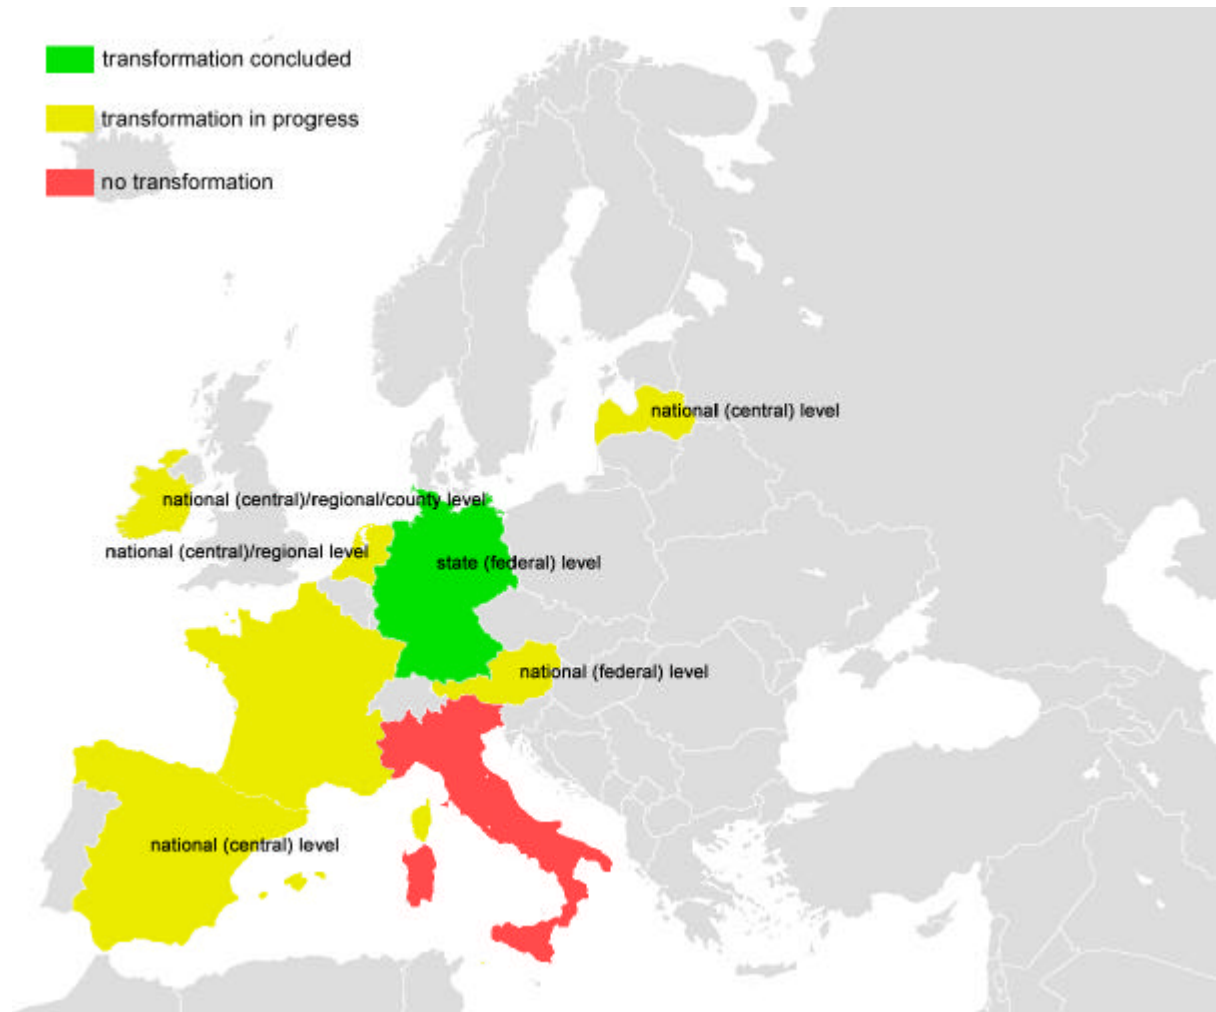 transformation concluded
transformation in progress
no transformation
national (central) level
national (central)/regional/county level
national (central)/regional level
state (federal) level
national (federal) level
national (central) level